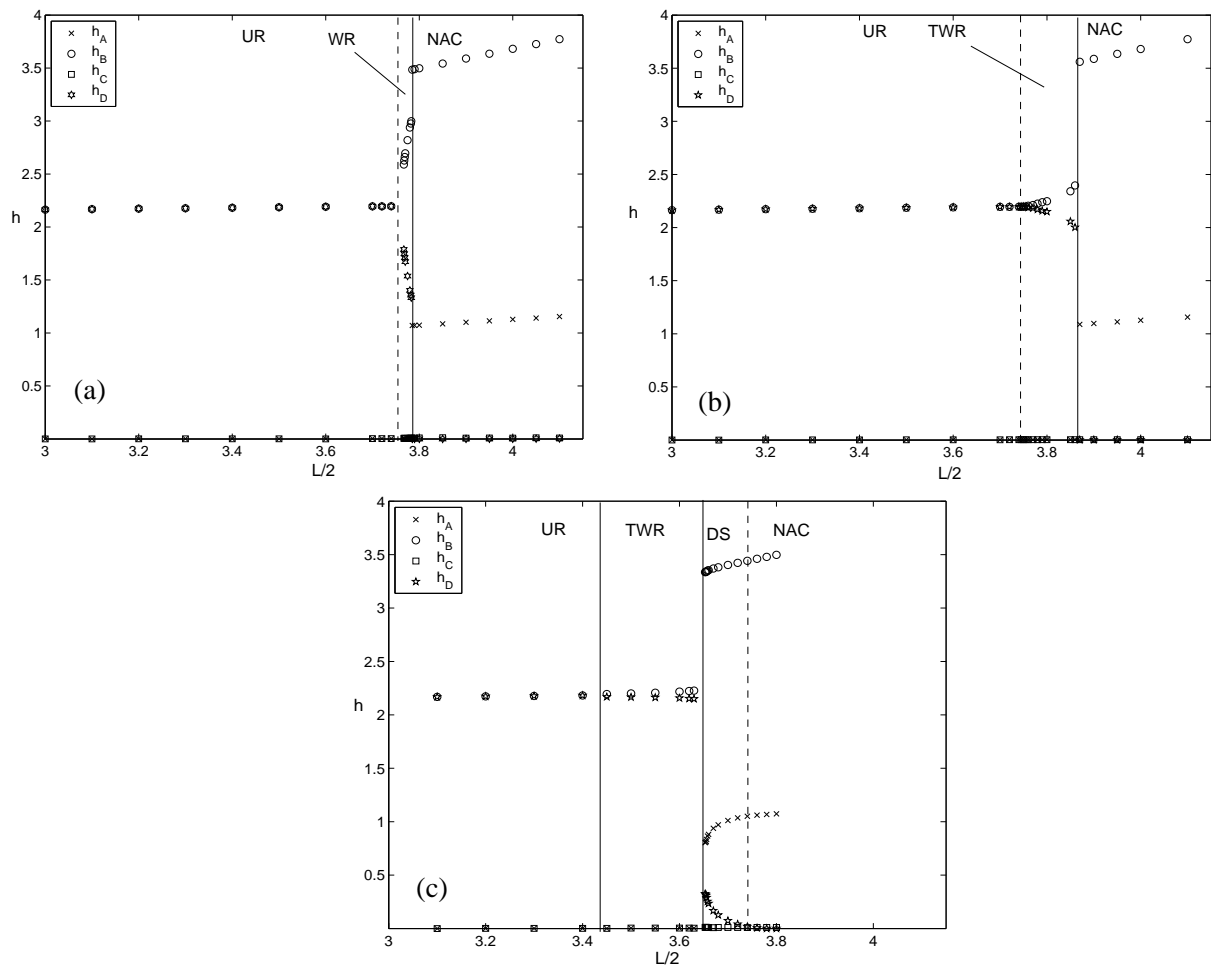 4
3.5
3
2.5
2
1.5
1
0.5
h
h_A
h_B
h_C
h_D
UR
WR
NAC
(a)
3 3.2 3.4 3.6 3.8 4
L/2
4
3.5
3
2.5
2
1.5
1
0.5
h
h_A
h_B
h_C
h_D
UR
TWR
NAC
(b)
3 3.2 3.4 3.6 3.8 4
L/2
4
3.5
3
2.5
2
1.5
1
0.5
h
h_A
h_B
h_C
h_D
UR
TWR
DS
NAC
(c)
3 3.2 3.4 3.6 3.8 4
L/2